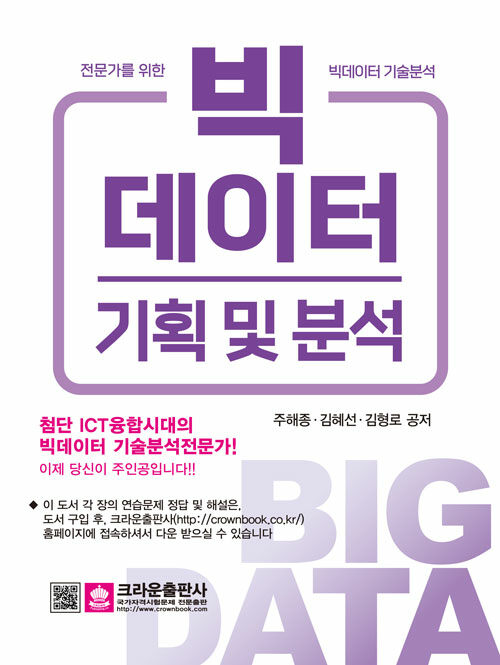 전문가를 위한
빅데이터 기술분석
빅
데이터
기획 및 분석
주해종·김혜선·김형로 공저
첨단 ICT융합시대의
빅데이터 기술분석전문가!
이제 당신이 주인공입니다!!
◆ 이 도서 각 장의 연습문제 정답 및 해설은,
도서 구입 후, 크라운출판사(http://crownbook.co.kr/)
홈페이지에 접속하셔서 다운 받으실 수 있습니다
BIG
DATA
크라운출판사
국가자격시험문제 전문출판
http://www.crownbook.com